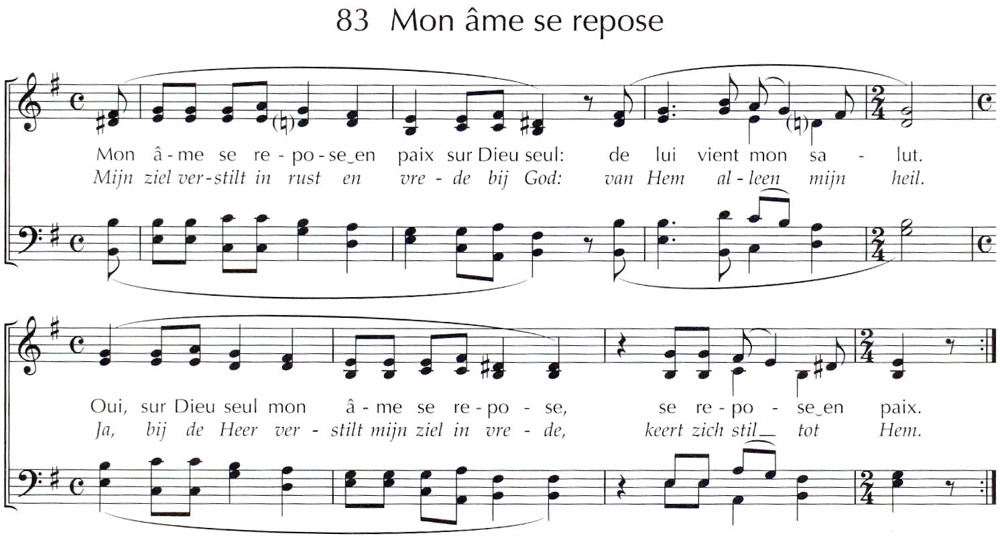 83 Mon âme se repose
Mon â - me se re - po - se‿en paix sur Dieu seul: de lui vient mon sa - lut.
Mijn ziel ver - stilt in rust en vre - de bij God: van Hem al - leen mijn heil.
Oui, sur Dieu seul mon â - me se re - po - se, se re - po - se‿en paix.
Ja, bij de Heer ver - stilt mijn ziel in vre - de, keert zich stil_ tot Hem.